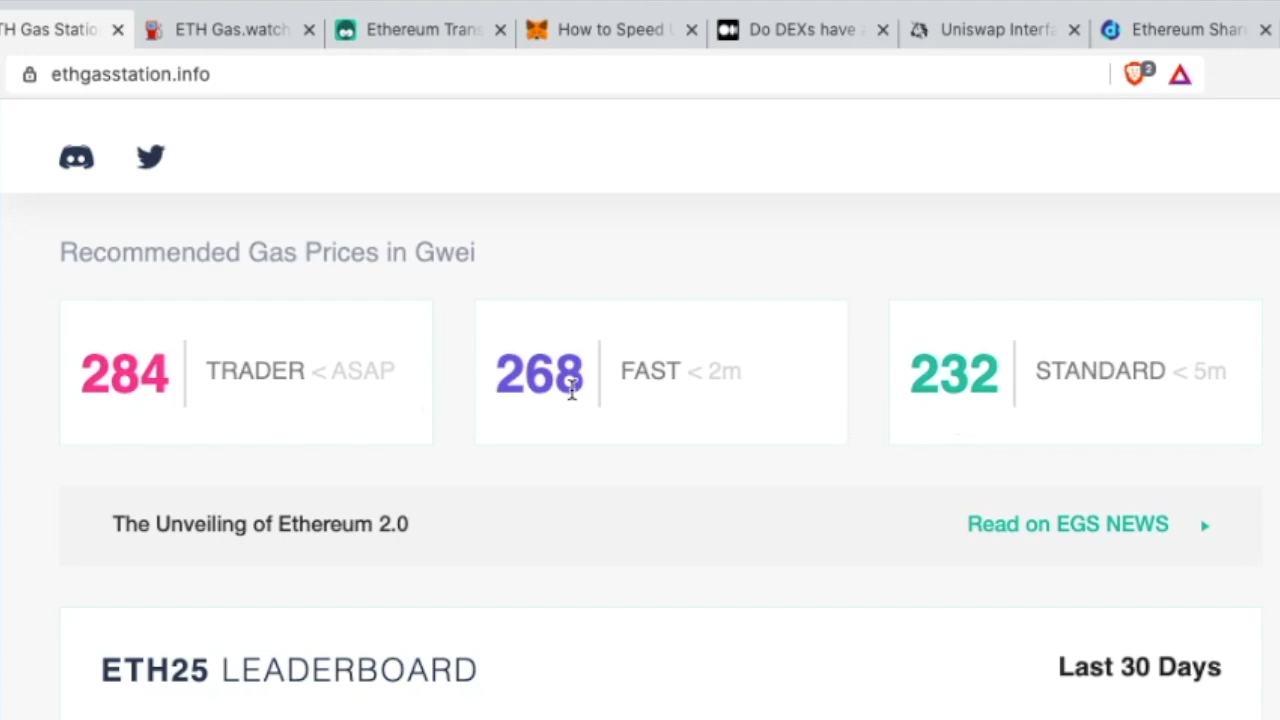 TH Gas Statio ETH Gas.watch Ethereum Trans How to Speed U Do DEXs have a Uniswap Interfa Ethereum Shar
ethgasstation.info
2
Recommended Gas Prices in Gwei
284 TRADER < ASAP 268 FAST < 2m 232 STANDARD < 5m
The Unveiling of Ethereum 2.0 Read on EGS NEWS
ETH25 LEADERBOARD Last 30 Days